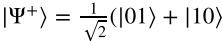 |Ψ⁺⟩ = 1/√2 (|01⟩ + |10⟩